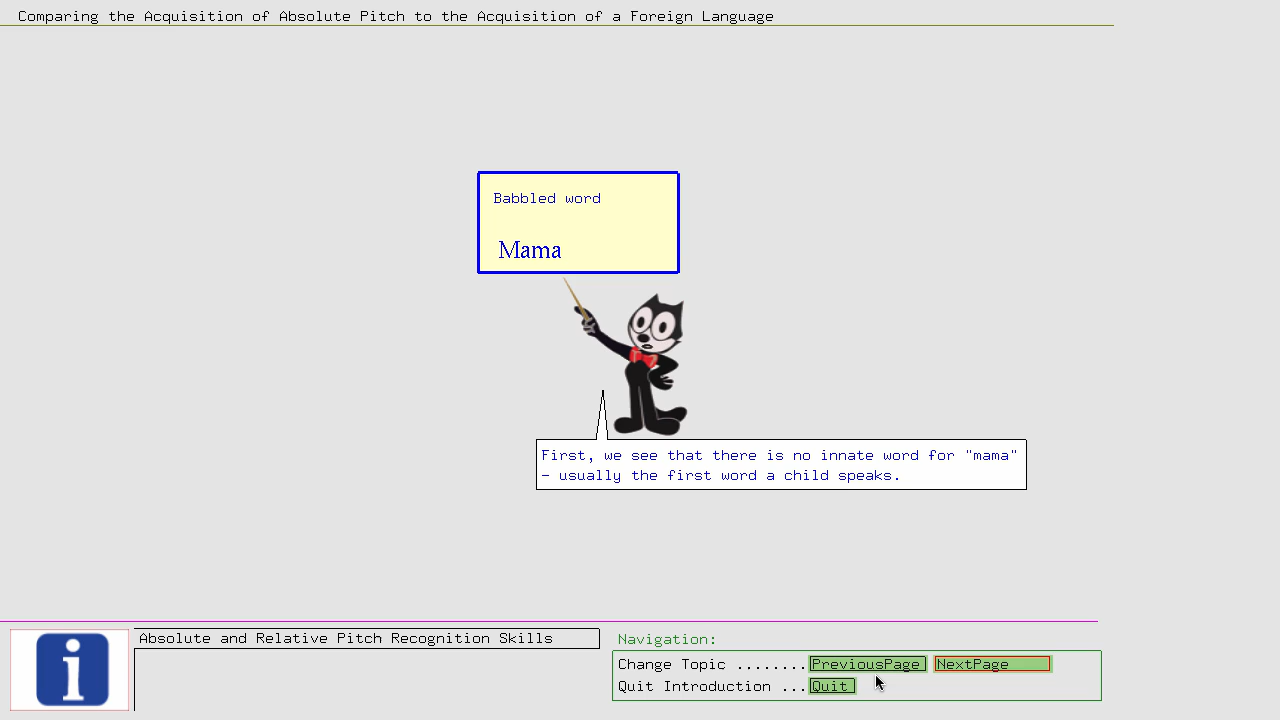 Comparing the Acquisition of Absolute Pitch to the Acquisition of a Foreign Language
Babbled word
Mama
First, we see that there is no innate word for "mama"
- usually the first word a child speaks.
Absolute and Relative Pitch Recognition Skills
Navigation:
Change Topic ........PreviousPage NextPage
Quit Introduction ...Quit